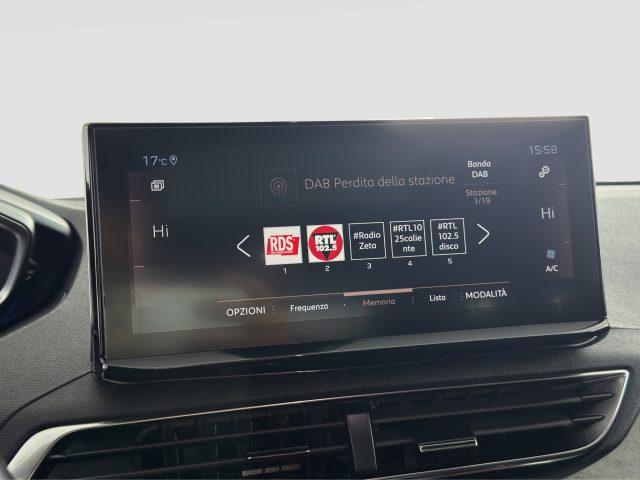 17°C
15:58
DAB Perdita della stazione
Banda
DAB
Stazione
1/19
Hi
Hi
RDS
RTL
102.5
#Radio
Zeta
#RTL10
25calie
nte
#RTL
102.5
disco
1
2
3
4
5
A/C
OPZIONI
Frequenza
Memoria
Lista
MODALITÀ